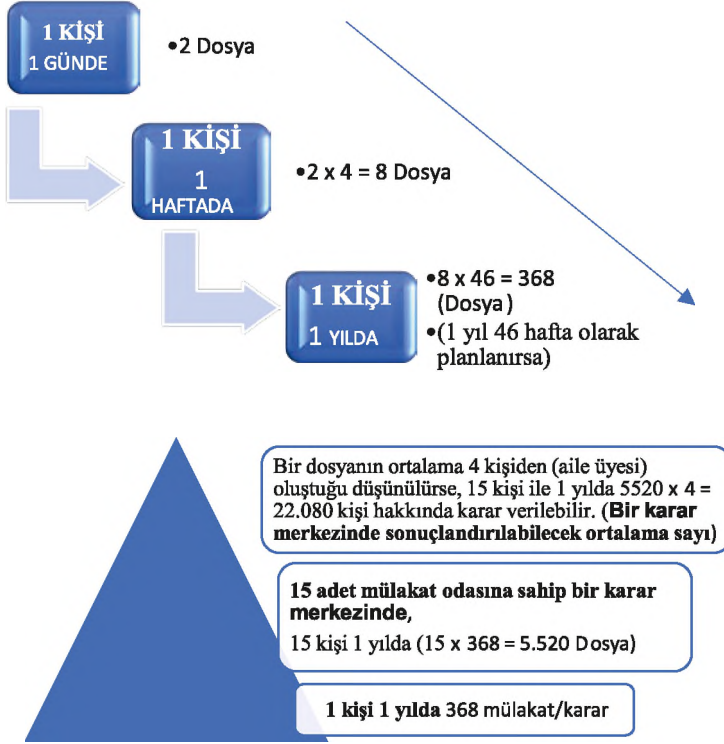 1 KİŞİ
1 GÜNDE
•2 Dosya
1 KİŞİ
1
HAFTADA
•2 x 4 = 8 Dosya
1 KİŞİ
1 YILDA
•8 x 46 = 368
(Dosya)
•(1 yıl 46 hafta olarak
planlanırsa)
Bir dosyanın ortalama 4 kişiden (aile üyesi)
oluştuğu düşünülürse, 15 kişi ile 1 yılda 5520 x 4 =
22.080 kişi hakkında karar verilebilir. (Bir karar
merkezinde sonuçlandırılabilecek ortalama sayı)
15 adet mülakat odasına sahip bir karar
merkezinde,
15 kişi 1 yılda (15 x 368 = 5.520 Dosya)
1 kişi 1 yılda 368 mülakat/karar